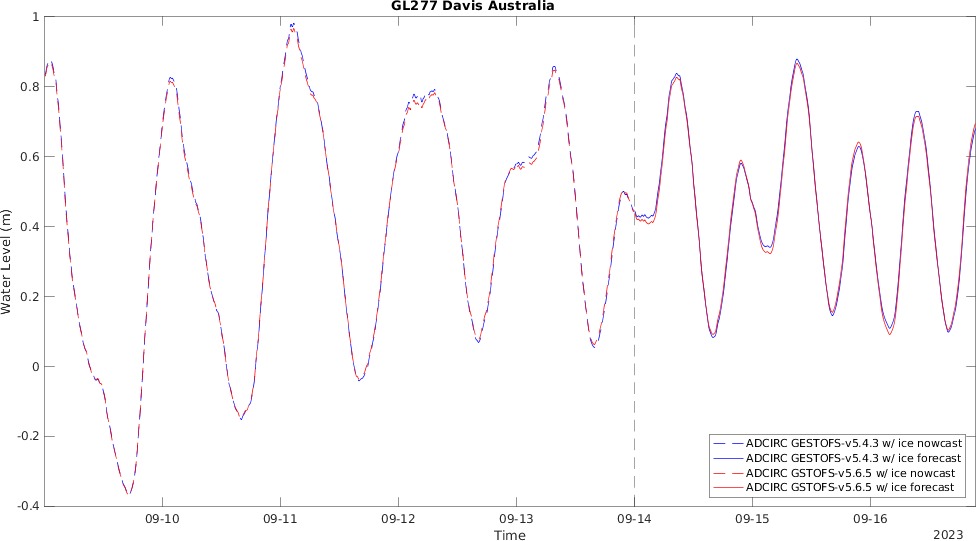 GL277 Davis Australia
1
0.8
0.6
0.4
0.2
0
-0.2
-0.4
Water Level (m)
ADCIRC GESTOFS-v5.4.3 w/ ice nowcast
ADCIRC GESTOFS-v5.4.3 w/ ice forecast
ADCIRC GSTOFS-v5.6.5 w/ ice nowcast
ADCIRC GSTOFS-v5.6.5 w/ ice forecast
09-10 09-11 09-12 09-13 09-14 09-15 09-16
Time
2023